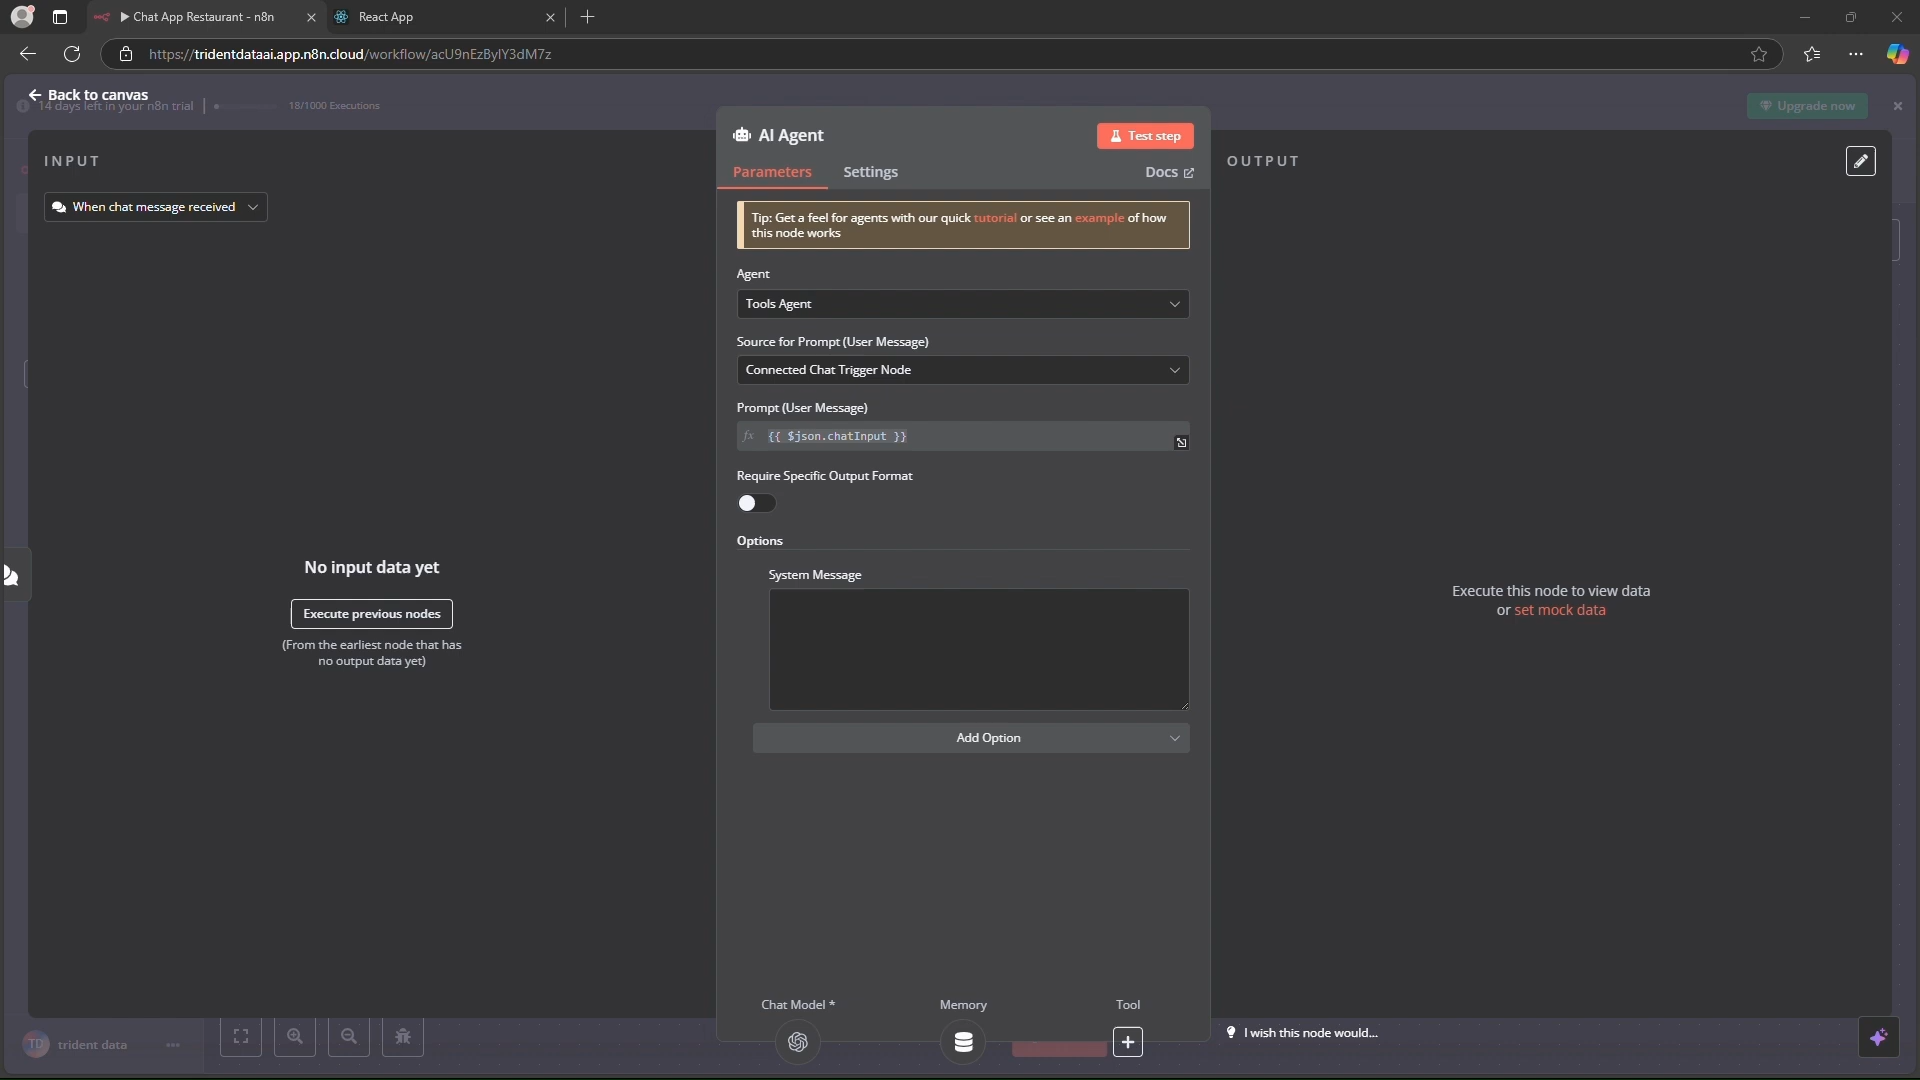 Chat App Restaurant - n8n
React App
https://tridentdataai.app.n8n.cloud/workflow/acU9nEzBylY3dM7z
Back to canvas
14 days left in your n8n trial
18/1000 Executions
Upgrade now
INPUT
When chat message received
No input data yet
Execute previous nodes
(From the earliest node that has
no output data yet)
AI Agent
Test step
Parameters
Settings
Docs
Tip: Get a feel for agents with our quick tutorial or see an example of how
this node works
Agent
Tools Agent
Source for Prompt (User Message)
Connected Chat Trigger Node
Prompt (User Message)
fx {{ $json.chatInput }}
Require Specific Output Format
Options
System Message
Add Option
Chat Model *
Memory
Tool
OUTPUT
Execute this node to view data
or set mock data
I wish this node would...
TD
trident data